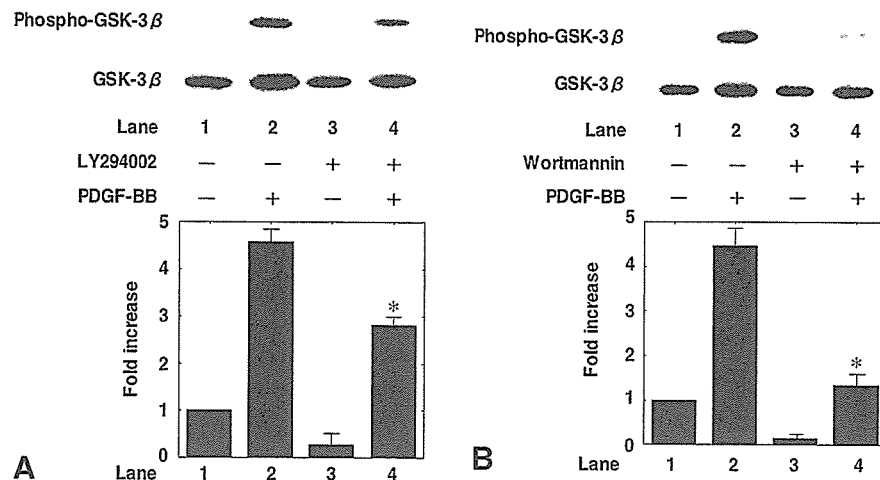 Phospho-GSK-3β
GSK-3β
Lane 1 2 3 4
LY294002 – – + +
PDGF-BB – + – +
5
4
3
2
1
0
Fold increase
*
Lane 1 2 3 4
A
Phospho-GSK-3β
GSK-3β
Lane 1 2 3 4
Wortmannin – – + +
PDGF-BB – + – +
5
4
3
2
1
0
Fold increase
*
Lane 1 2 3 4
B